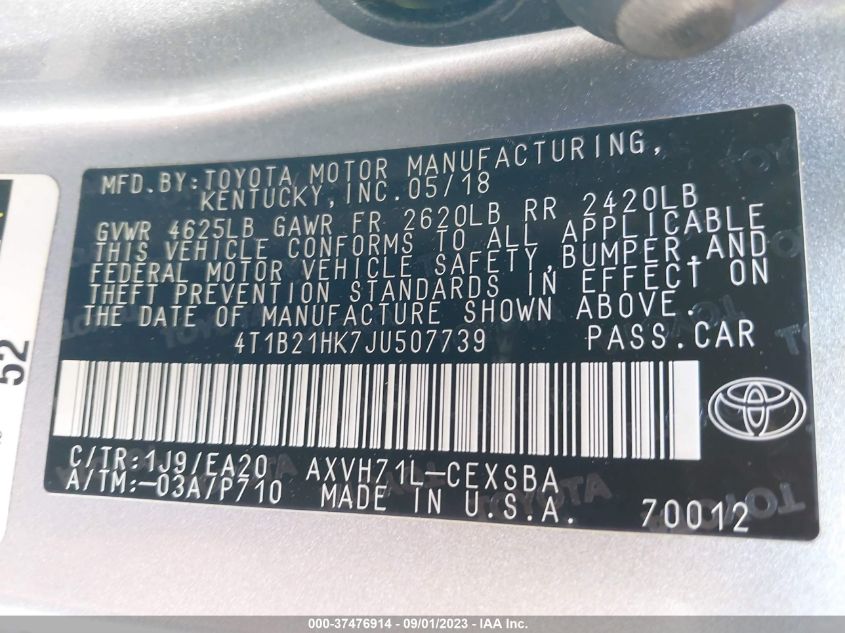 MFD.BY:TOYOTA MOTOR MANUFACTURING,
KENTUCKY,INC.05/18
GVWR 4625LB GAWR FR 2620LB RR 2420LB
THIS VEHICLE CONFORMS TO ALL APPLICABLE
FEDERAL MOTOR VEHICLE SAFETY,BUMPER,AND
THEFT PREVENTION STANDARDS IN EFFECT ON
THE DATE OF MANUFACTURE SHOWN ABOVE.
4T1B21HK7JU507739 PASS.CAR
C/TR:1J9/EA20 AXVH71L-CEXSBA
A/TM:-03A/P710 MADE IN U.S.A. 70012
52
000-37476914 - 09/01/2023 - IAA Inc.